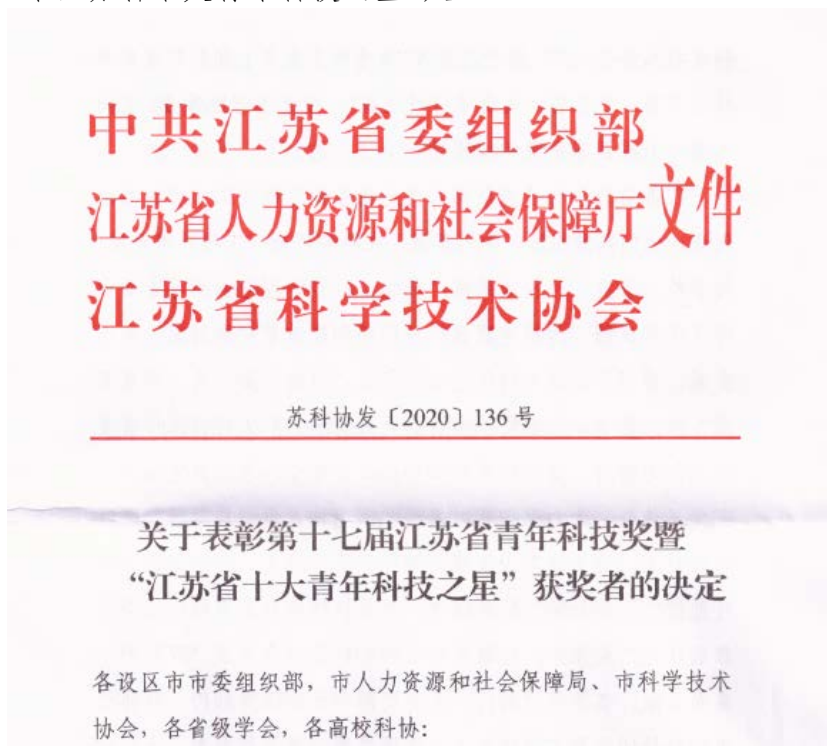 中共江苏省委组织部
江苏省人力资源和社会保障厅文件
江苏省科学技术协会
苏科协发〔2020〕136号
关于表彰第十七届江苏省青年科技奖暨
“江苏省十大青年科技之星”获奖者的决定
各设区市市委组织部，市人力资源和社会保障局、市科学技术
协会，各省级学会，各高校科协：